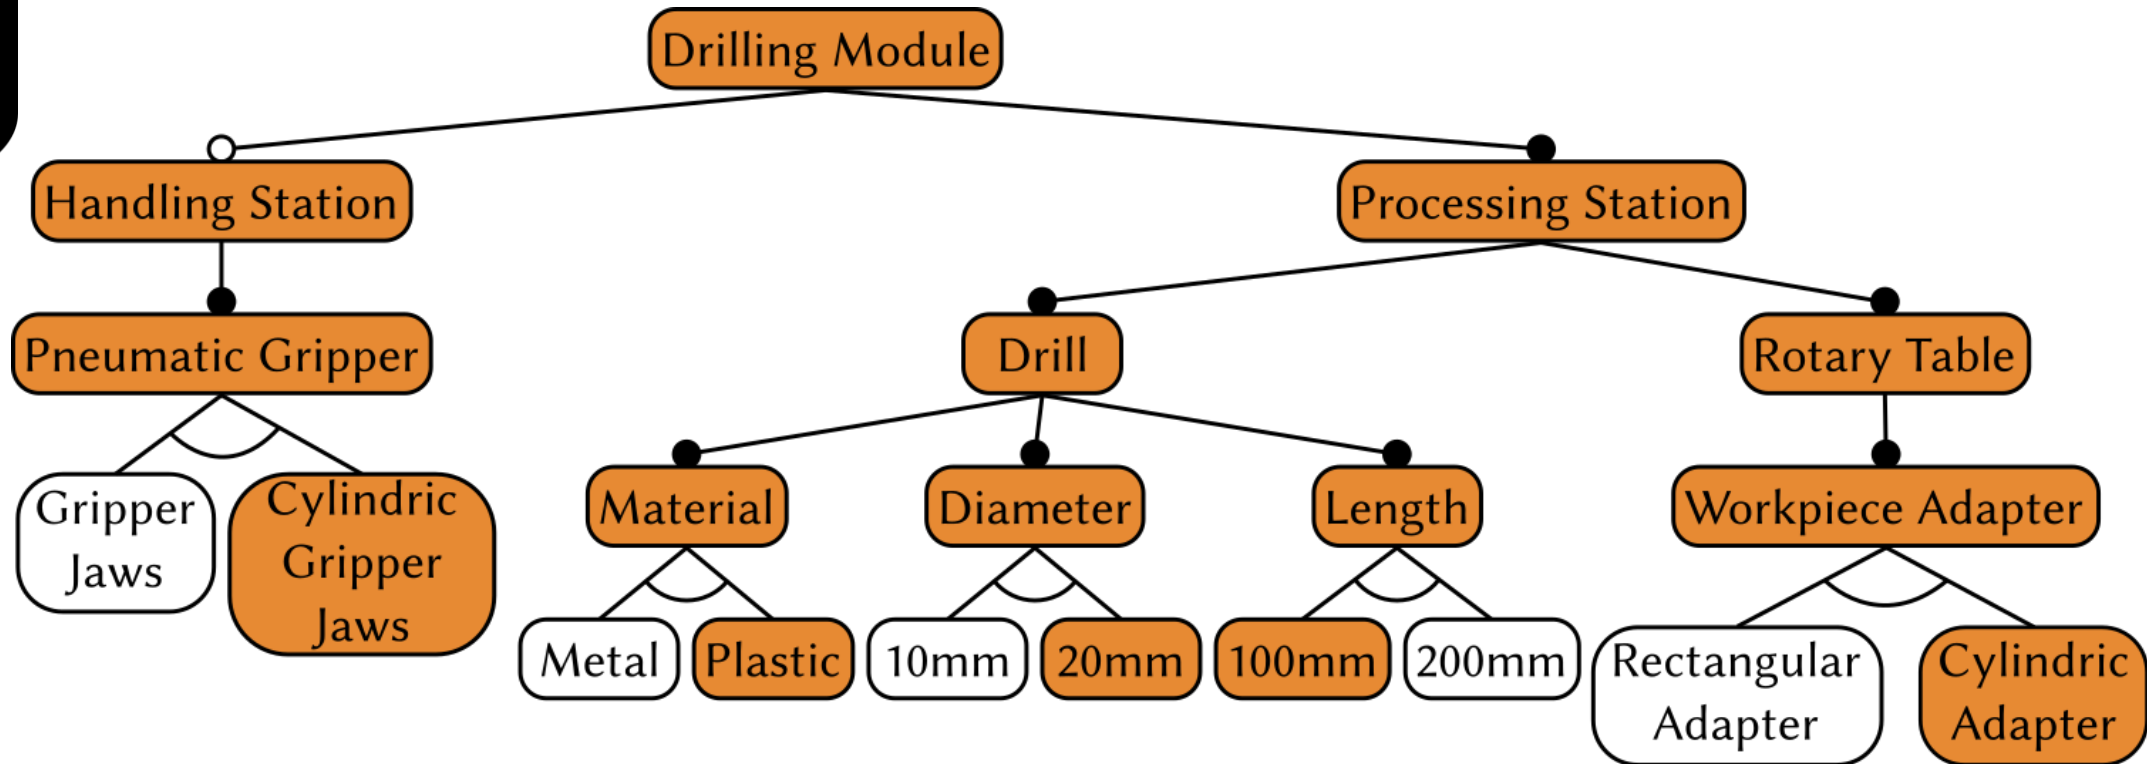 Drilling Module
Handling Station
Processing Station
Pneumatic Gripper
Drill
Rotary Table
Gripper
Jaws
Cylindric
Gripper
Jaws
Material
Diameter
Length
Workpiece Adapter
Metal
Plastic
10mm
20mm
100mm
200mm
Rectangular
Adapter
Cylindric
Adapter